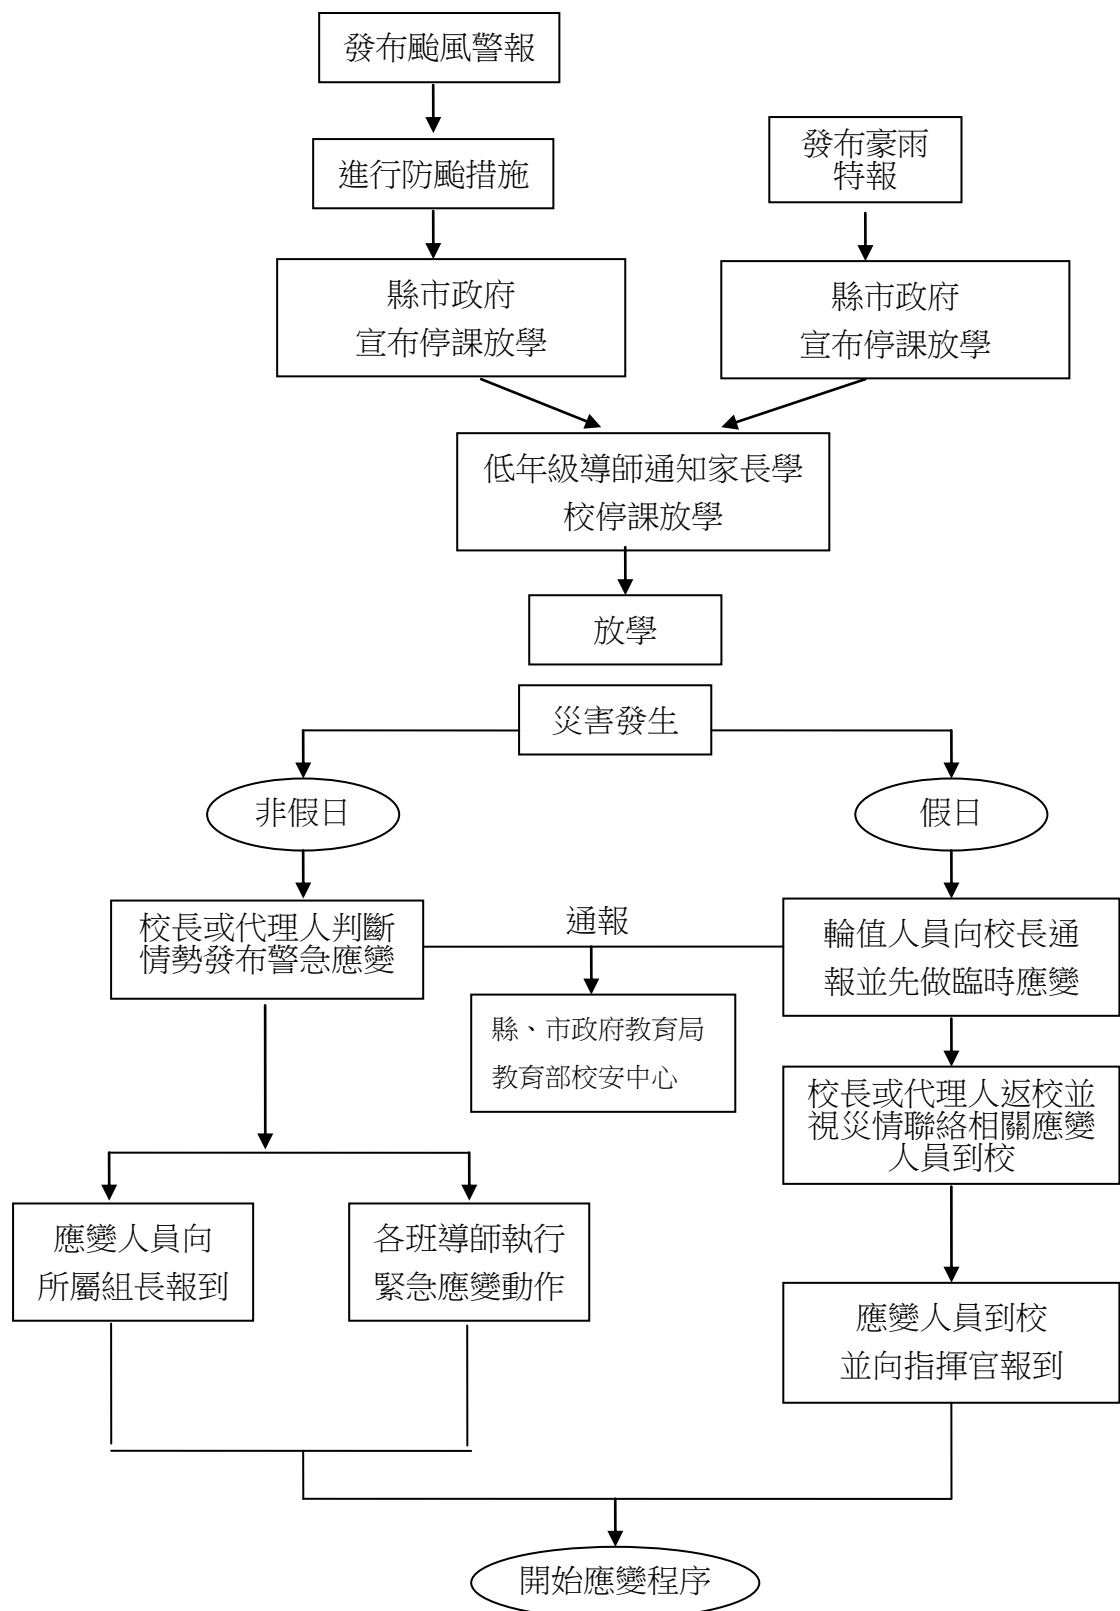 發布颱風警報
進行防颱措施
發布豪雨
特報
縣市政府
宣布停課放學
縣市政府
宣布停課放學
低年級導師通知家長學
校停課放學
放學
災害發生
非假日
假日
校長或代理人判斷
情勢發布警急應變
通報
輪值人員向校長通
報並先做臨時應變
縣、市政府教育局
教育部校安中心
校長或代理人返校並
視災情聯絡相關應變
人員到校
應變人員向
所屬組長報到
各班導師執行
緊急應變動作
應變人員到校
並向指揮官報到
開始應變程序